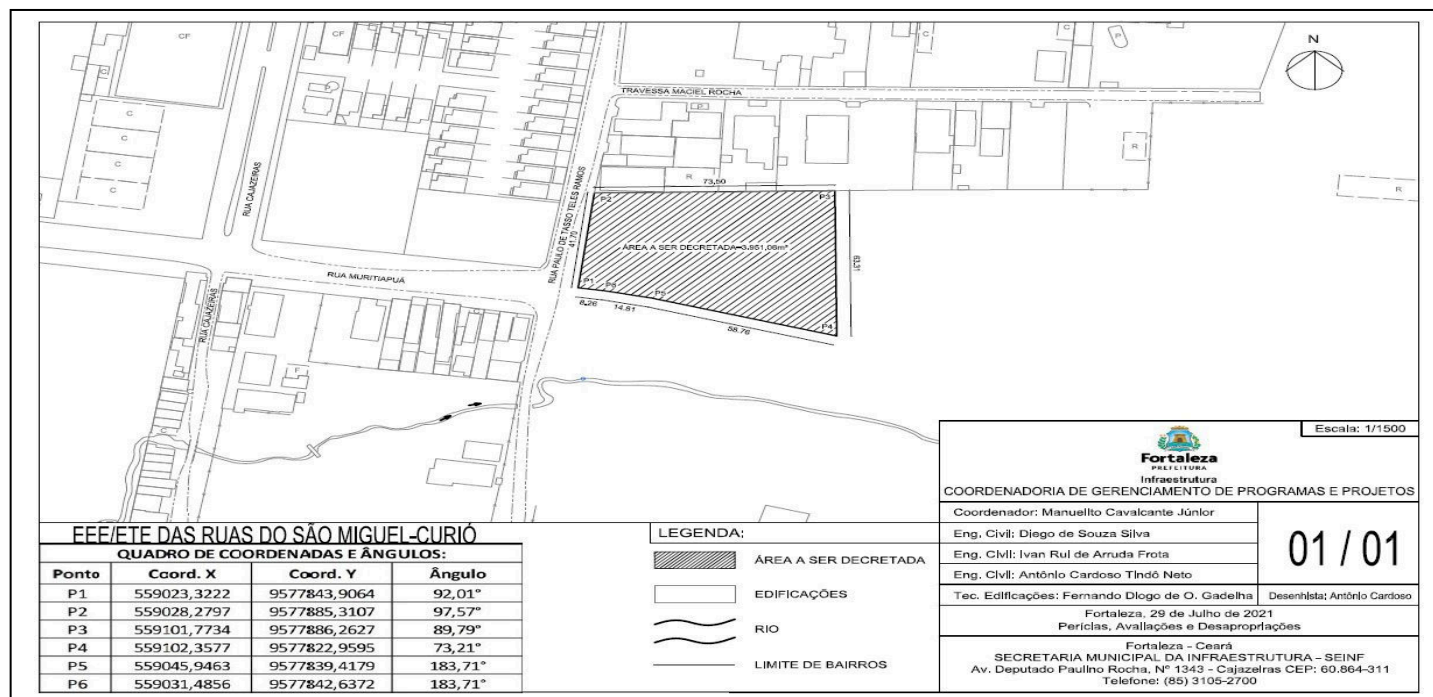 CF
CF
C
C
C
C
C
P
C
C
P
N
TRAVESSA MACIEL ROCHA
P
R
R
R
RUA CAJAZEIRAS
RUA PAULO DE TASSO TELES RAMOS
73,50
P2
P3
41,70
ÁREA A SER DECRETADA=3.951,06m²
63,31
RUA MURITIAPUÁ
P1
P6
P5
8.26
14.81
58.76
P4
RUA CAJAZEIRAS
F
C
Escala: 1/1500
Fortaleza
PREFEITURA
Infraestrutura
COORDENADORIA DE GERENCIAMENTO DE PROGRAMAS E PROJETOS
Coordenador: Manuelito Cavalcante Júnior
Eng. Civil: Diego de Souza Silva
Eng. Civil: Ivan Rui de Arruda Frota
Eng. Civil: Antônio Cardoso Tindô Neto
01 / 01
Tec. Edificações: Fernando Diogo de O. Gadelha
Desenhista: Antônio Cardoso
Fortaleza, 29 de Julho de 2021
Perícias, Avaliações e Desapropriações
Fortaleza - Ceará
SECRETARIA MUNICIPAL DA INFRAESTRUTURA - SEINF
Av. Deputado Paulino Rocha, Nº 1343 - Cajazeiras CEP: 60.864-311
Telefone: (85) 3105-2700
EEE/ETE DAS RUAS DO SÃO MIGUEL-CURIÓ
QUADRO DE COORDENADAS E ÂNGULOS:
Ponto Coord. X Coord. Y Ângulo
P1 559023,3222 9577843,9064 92,01°
P2 559028,2797 9577885,3107 97,57°
P3 559101,7734 9577886,2627 89,79°
P4 559102,3577 9577822,9595 73,21°
P5 559045,9463 9577839,4179 183,71°
P6 559031,4856 9577842,6372 183,71°
LEGENDA:
ÁREA A SER DECRETADA
EDIFICAÇÕES
RIO
LIMITE DE BAIRROS